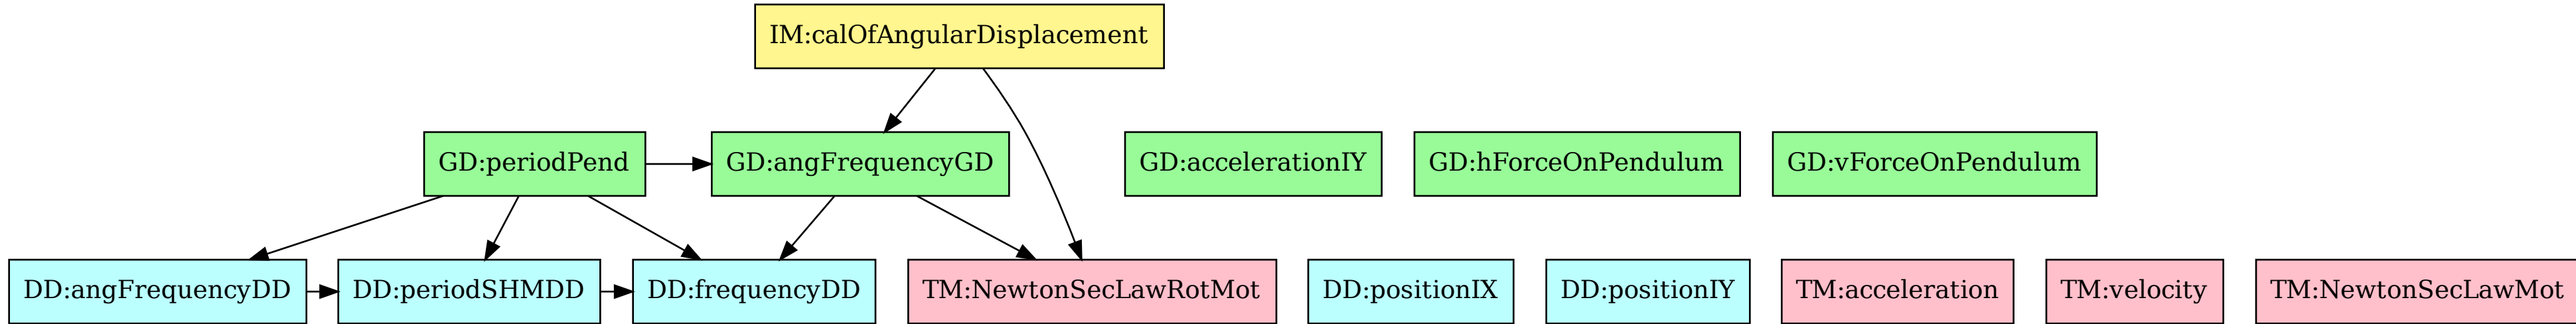 IM:calOfAngularDisplacement
GD:periodPend
GD:angFrequencyGD
GD:accelerationIY
GD:hForceOnPendulum
GD:vForceOnPendulum
DD:angFrequencyDD
DD:periodSHMDD
DD:frequencyDD
TM:NewtonSecLawRotMot
DD:positionIX
DD:positionIY
TM:acceleration
TM:velocity
TM:NewtonSecLawMot